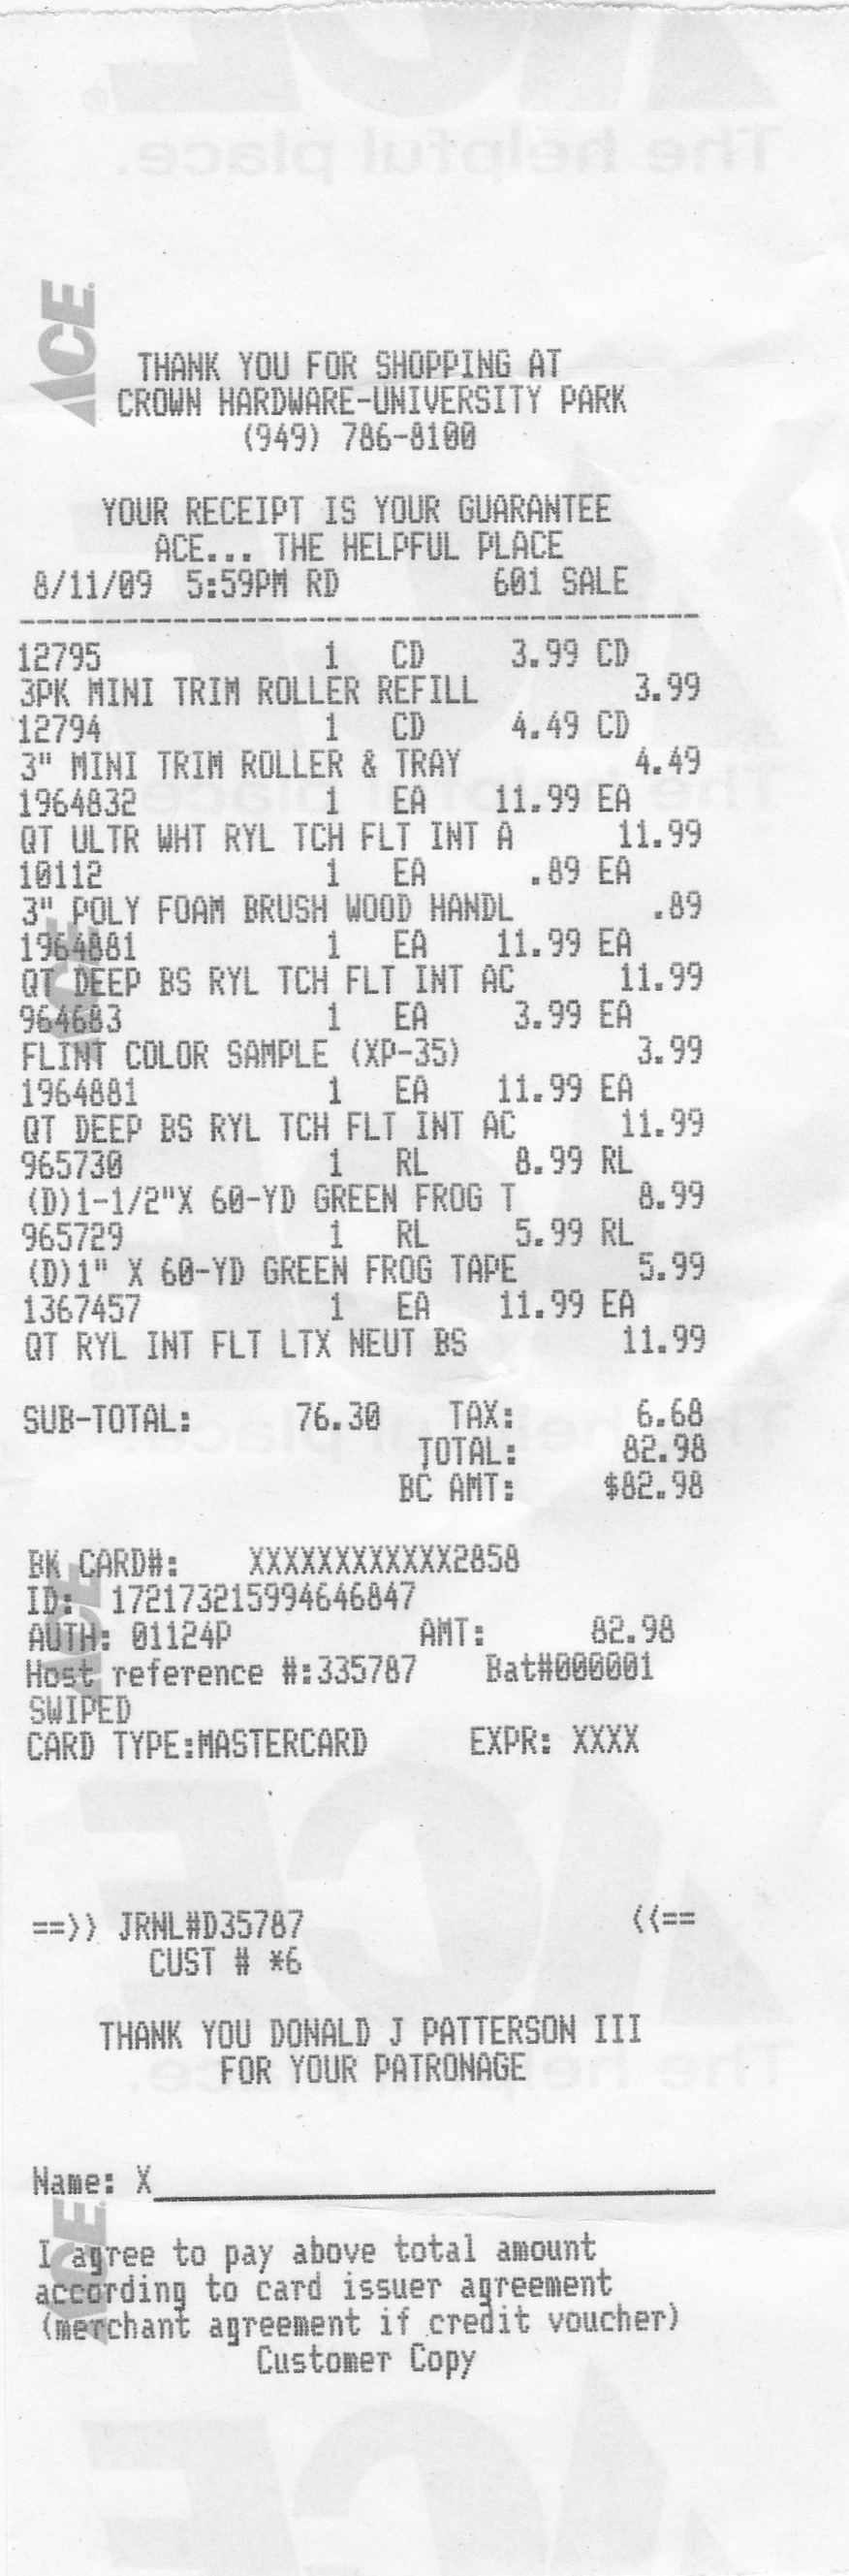 The helpful place.
ACE
THANK YOU FOR SHOPPING AT
CROWN HARDWARE-UNIVERSITY PARK
(949) 786-8100
YOUR RECEIPT IS YOUR GUARANTEE
ACE... THE HELPFUL PLACE
8/11/09 5:59PM RD 601 SALE
12795 1 CD 3.99 CD
3PK MINI TRIM ROLLER REFILL 3.99
12794 1 CD 4.49 CD
3" MINI TRIM ROLLER & TRAY 4.49
1964832 1 EA 11.99 EA
QT ULTR WHT RYL TCH FLT INT A 11.99
10112 1 EA .89 EA
3" POLY FOAM BRUSH WOOD HANDL .89
1964881 1 EA 11.99 EA
QT DEEP BS RYL TCH FLT INT AC 11.99
964683 1 EA 3.99 EA
FLINT COLOR SAMPLE (XP-35) 3.99
1964881 1 EA 11.99 EA
QT DEEP BS RYL TCH FLT INT AC 11.99
965730 1 RL 8.99 RL
(D)1-1/2"X 60-YD GREEN FROG T 8.99
965729 1 RL 5.99 RL
(D)1" X 60-YD GREEN FROG TAPE 5.99
1367457 1 EA 11.99 EA
QT RYL INT FLT LTX NEUT BS 11.99
SUB-TOTAL: 76.30 TAX: 6.68
TOTAL: 82.98
BC AMT: $82.98
BK CARD#: XXXXXXXXXXXX2858
ID: 172173215994646847
AUTH: 01124P AMT: 82.98
Host reference #:335787 Bat#000001
SWIPED
CARD TYPE:MASTERCARD EXPR: XXXX
==>> JRNL#D35787 <<==
CUST # *6
THANK YOU DONALD J PATTERSON III
FOR YOUR PATRONAGE
Name: X
I agree to pay above total amount
according to card issuer agreement
(merchant agreement if credit voucher)
Customer Copy